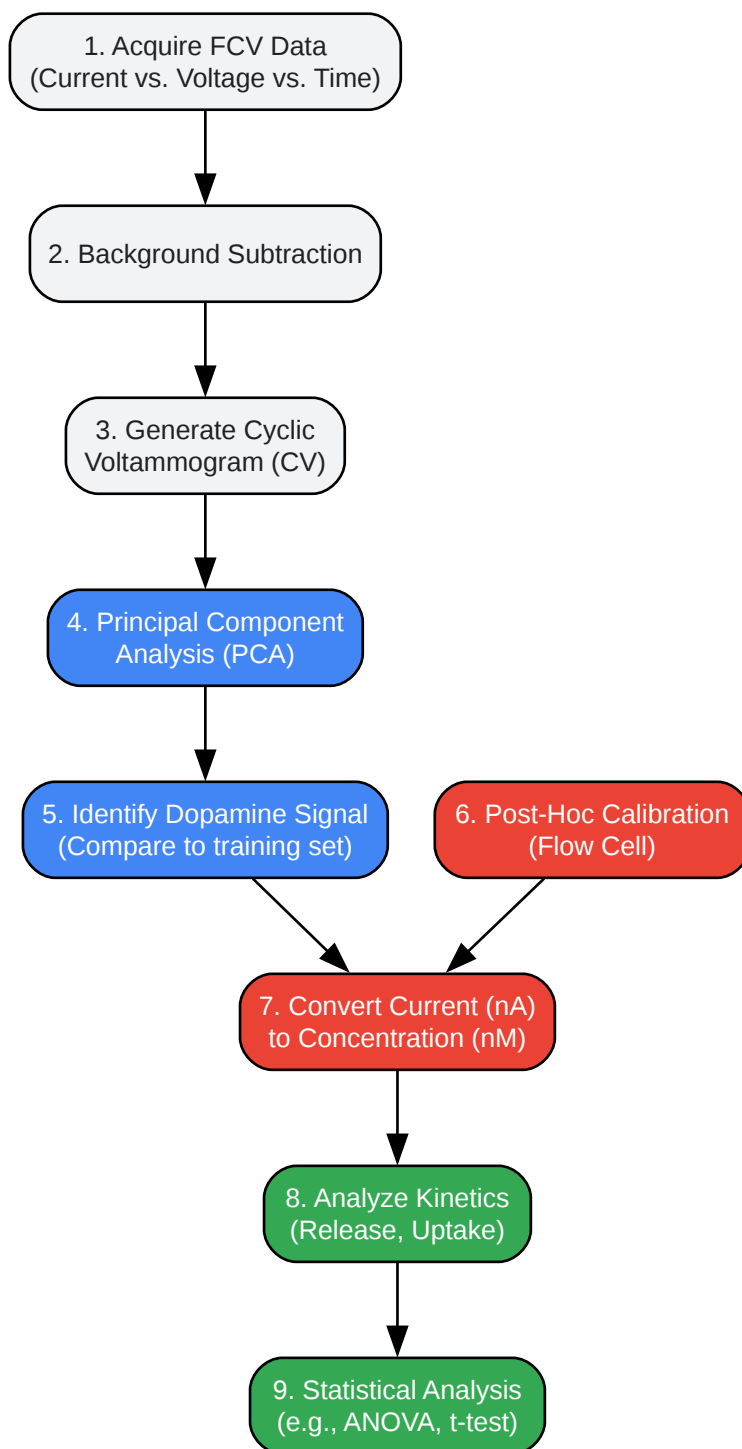 1. Acquire FCV Data
(Current vs. Voltage vs. Time)
2. Background Subtraction
3. Generate Cyclic
Voltammogram (CV)
4. Principal Component
Analysis (PCA)
5. Identify Dopamine Signal
(Compare to training set)
6. Post-Hoc Calibration
(Flow Cell)
7. Convert Current (nA)
to Concentration (nM)
8. Analyze Kinetics
(Release, Uptake)
9. Statistical Analysis
(e.g., ANOVA, t-test)